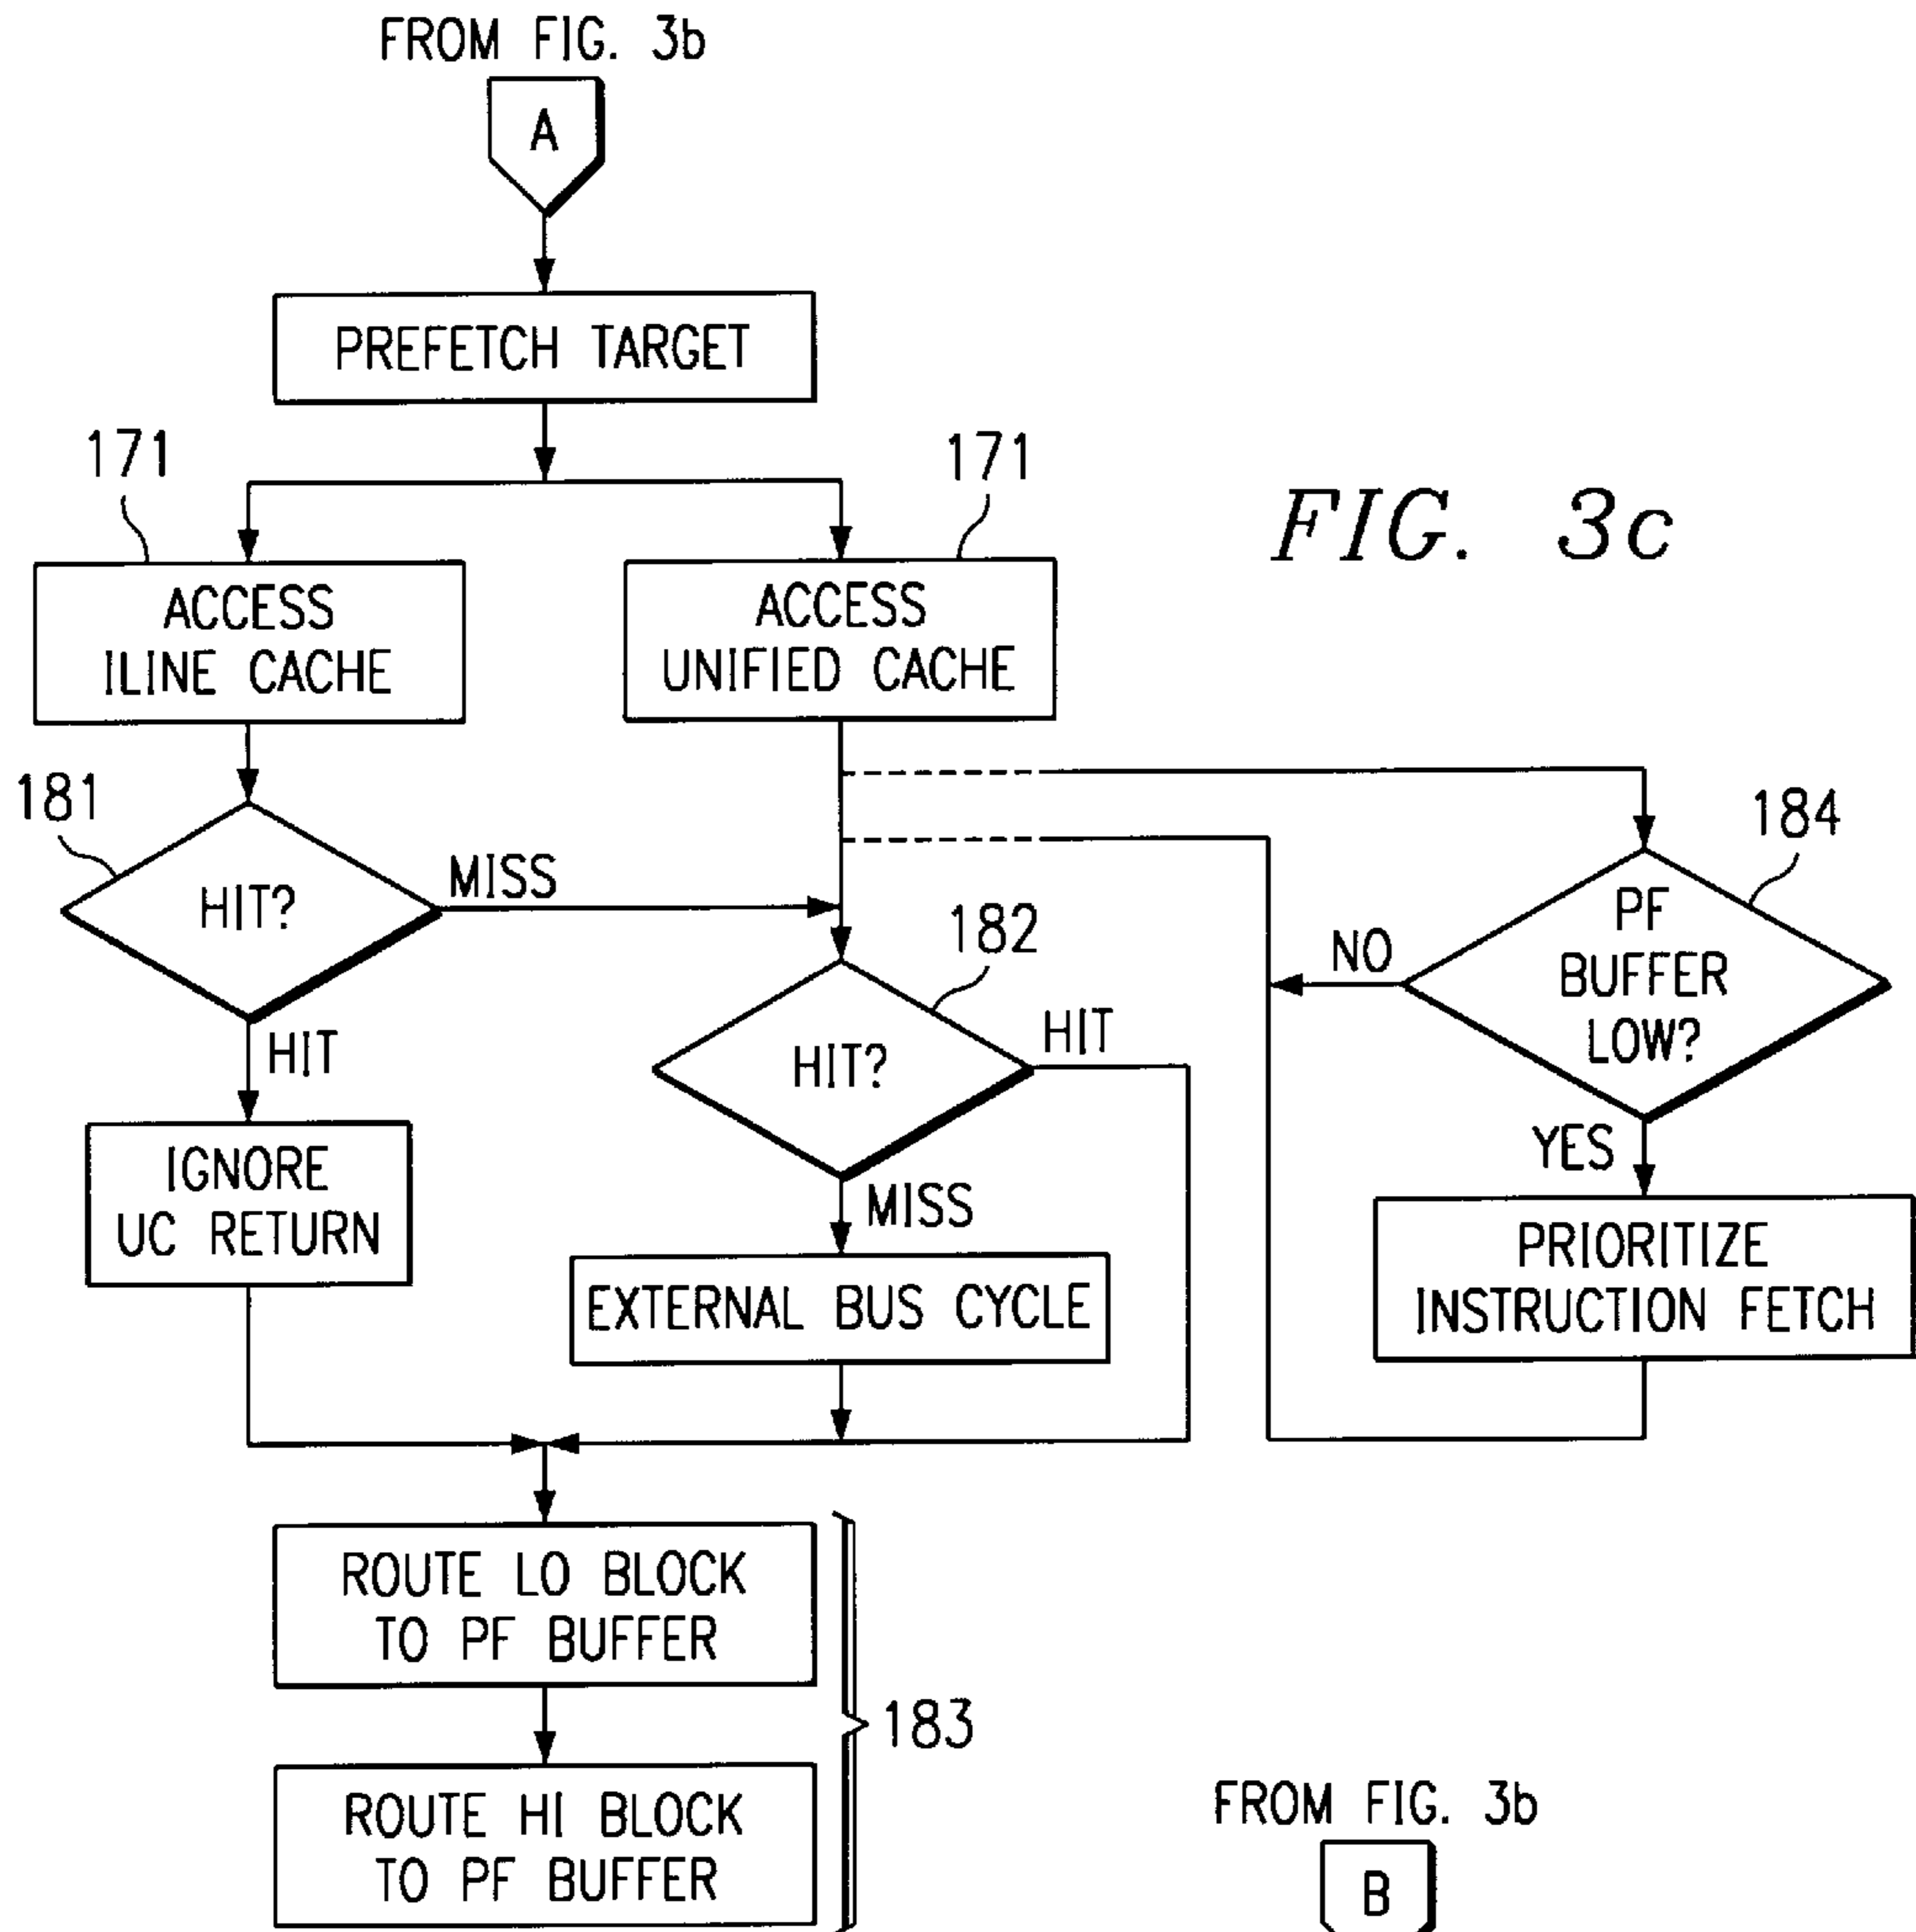 FROM FIG. 3b
A
PREFETCH TARGET
171
171
FIG. 3c
ACCESS
ILINE CACHE
ACCESS
UNIFIED CACHE
181
HIT?
MISS
HIT
182
HIT?
HIT
MISS
184
PF
BUFFER
LOW?
NO
YES
IGNORE
UC RETURN
EXTERNAL BUS CYCLE
PRIORITIZE
INSTRUCTION FETCH
ROUTE LO BLOCK
TO PF BUFFER
183
ROUTE HI BLOCK
TO PF BUFFER
FROM FIG. 3b
B